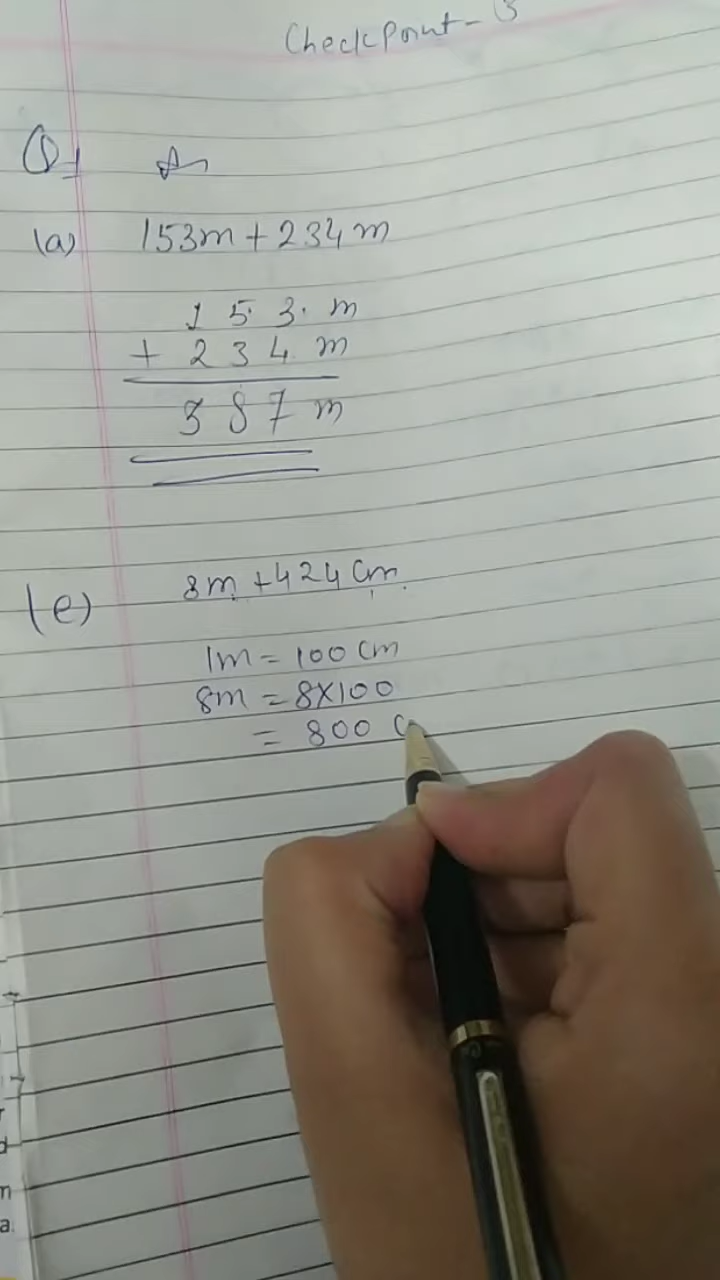 Checkpoint - 3
Q1
(a) 153m + 234 m
1 5 3. m
+ 2 3 4 m
3 8 7 m
(e) 8m + 424 Cm
1m = 100 Cm
8m = 8×100
= 800 C